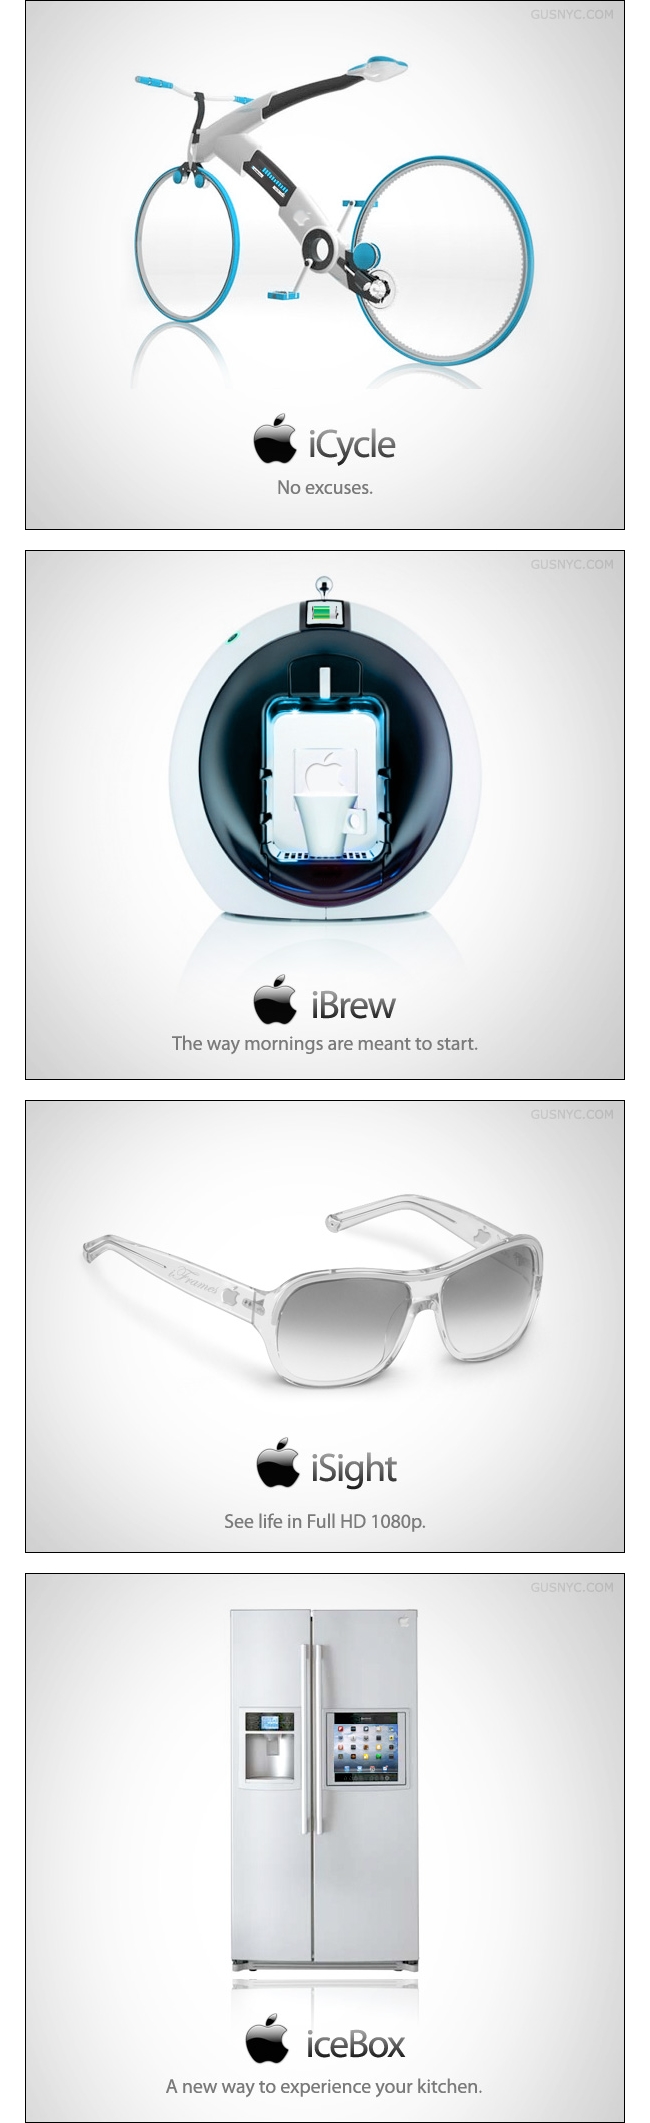 GUSNYC.COM
iCycle
No excuses.
GUSNYC.COM
iBrew
The way mornings are meant to start.
GUSNYC.COM
iFrames
iSight
See life in Full HD 1080p.
GUSNYC.COM
iceBox
A new way to experience your kitchen.